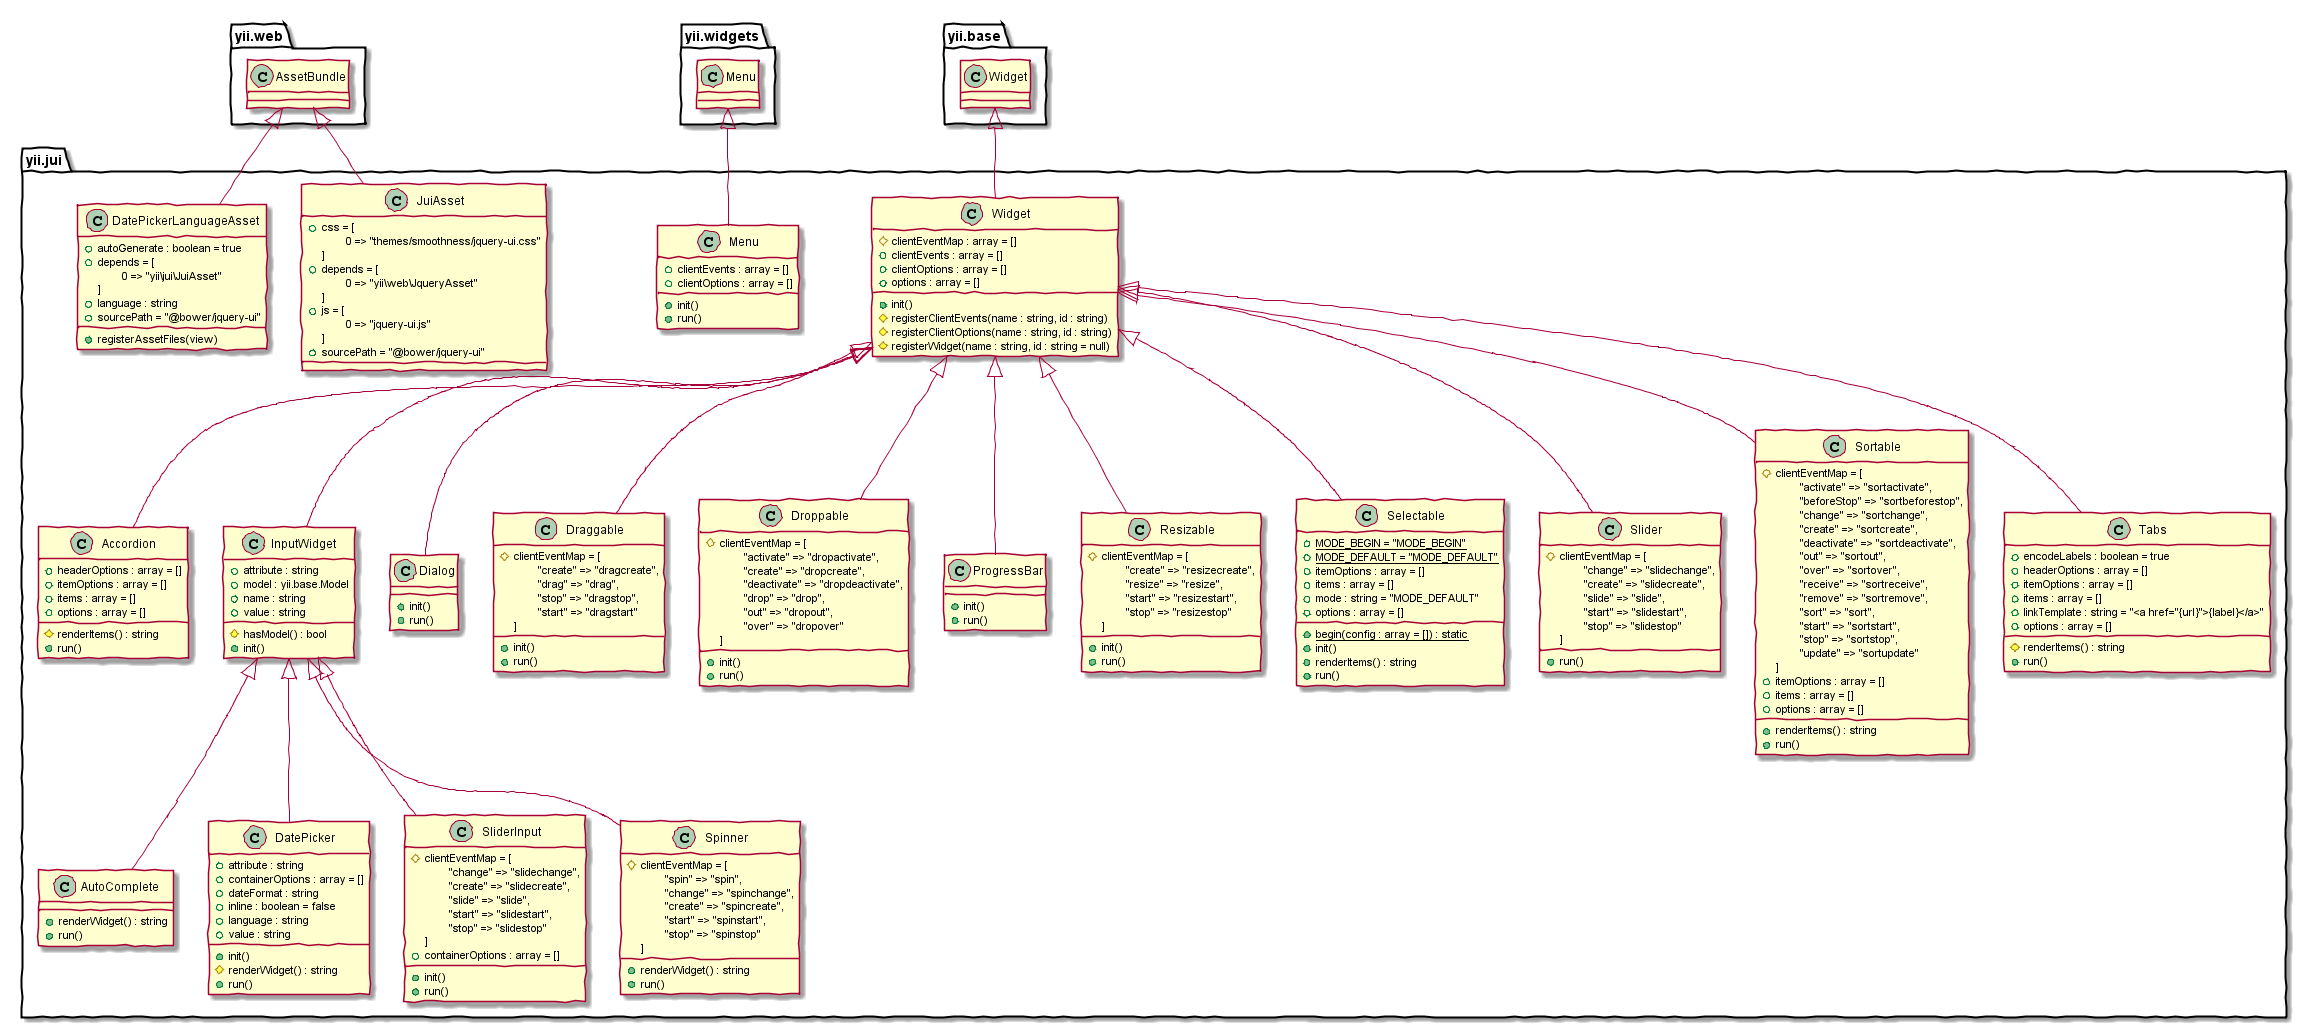 yii.web
C AssetBundle
yii.widgets
C Menu
yii.base
C Widget
yii.jui
C DatePickerLanguageAsset
autoGenerate : boolean = true
depends = [
0 => "yii\jui\JuiAsset"
]
language : string
sourcePath = "@bower/jquery-ui"
registerAssetFiles(view)
C JuiAsset
css = [
0 => "themes/smoothness/jquery-ui.css"
]
depends = [
0 => "yii\web\JqueryAsset"
]
js = [
0 => "jquery-ui.js"
]
sourcePath = "@bower/jquery-ui"
C Menu
clientEvents : array = []
clientOptions : array = []
init()
run()
C Widget
clientEventMap : array = []
clientEvents : array = []
clientOptions : array = []
options : array = []
init()
registerClientEvents(name : string, id : string)
registerClientOptions(name : string, id : string)
registerWidget(name : string, id : string = null)
C Accordion
headerOptions : array = []
itemOptions : array = []
items : array = []
options : array = []
renderItems() : string
run()
C InputWidget
attribute : string
model : yii.base.Model
name : string
value : string
hasModel() : bool
init()
C Dialog
init()
run()
C Draggable
clientEventMap = [
"create" => "dragcreate",
"drag" => "drag",
"stop" => "dragstop",
"start" => "dragstart"
]
init()
run()
C Droppable
clientEventMap = [
"activate" => "dropactivate",
"create" => "dropcreate",
"deactivate" => "dropdeactivate",
"drop" => "drop",
"out" => "dropout",
"over" => "dropover"
]
init()
run()
C ProgressBar
init()
run()
C Resizable
clientEventMap = [
"create" => "resizecreate",
"resize" => "resize",
"start" => "resizestart",
"stop" => "resizestop"
]
init()
run()
C Selectable
MODE_BEGIN = "MODE_BEGIN"
MODE_DEFAULT = "MODE_DEFAULT"
itemOptions : array = []
items : array = []
mode : string = "MODE_DEFAULT"
options : array = []
begin(config : array = []) : static
init()
renderItems() : string
run()
C Slider
clientEventMap = [
"change" => "slidechange",
"create" => "slidecreate",
"slide" => "slide",
"start" => "slidestart",
"stop" => "slidestop"
]
run()
C Sortable
clientEventMap = [
"activate" => "sortactivate",
"beforeStop" => "sortbeforestop",
"change" => "sortchange",
"create" => "sortcreate",
"deactivate" => "sortdeactivate",
"out" => "sortout",
"over" => "sortover",
"receive" => "sortreceive",
"remove" => "sortremove",
"sort" => "sort",
"start" => "sortstart",
"stop" => "sortstop",
"update" => "sortupdate"
]
itemOptions : array = []
items : array = []
options : array = []
renderItems() : string
run()
C Tabs
encodeLabels : boolean = true
headerOptions : array = []
itemOptions : array = []
items : array = []
linkTemplate : string = "<a href="{url}">{label}</a>"
options : array = []
renderItems() : string
run()
C AutoComplete
renderWidget() : string
run()
C DatePicker
attribute : string
containerOptions : array = []
dateFormat : string
inline : boolean = false
language : string
value : string
init()
renderWidget() : string
run()
C SliderInput
clientEventMap = [
"change" => "slidechange",
"create" => "slidecreate",
"slide" => "slide",
"start" => "slidestart",
"stop" => "slidestop"
]
containerOptions : array = []
init()
run()
C Spinner
clientEventMap = [
"spin" => "spin",
"change" => "spinchange",
"create" => "spincreate",
"start" => "spinstart",
"stop" => "spinstop"
]
renderWidget() : string
run()